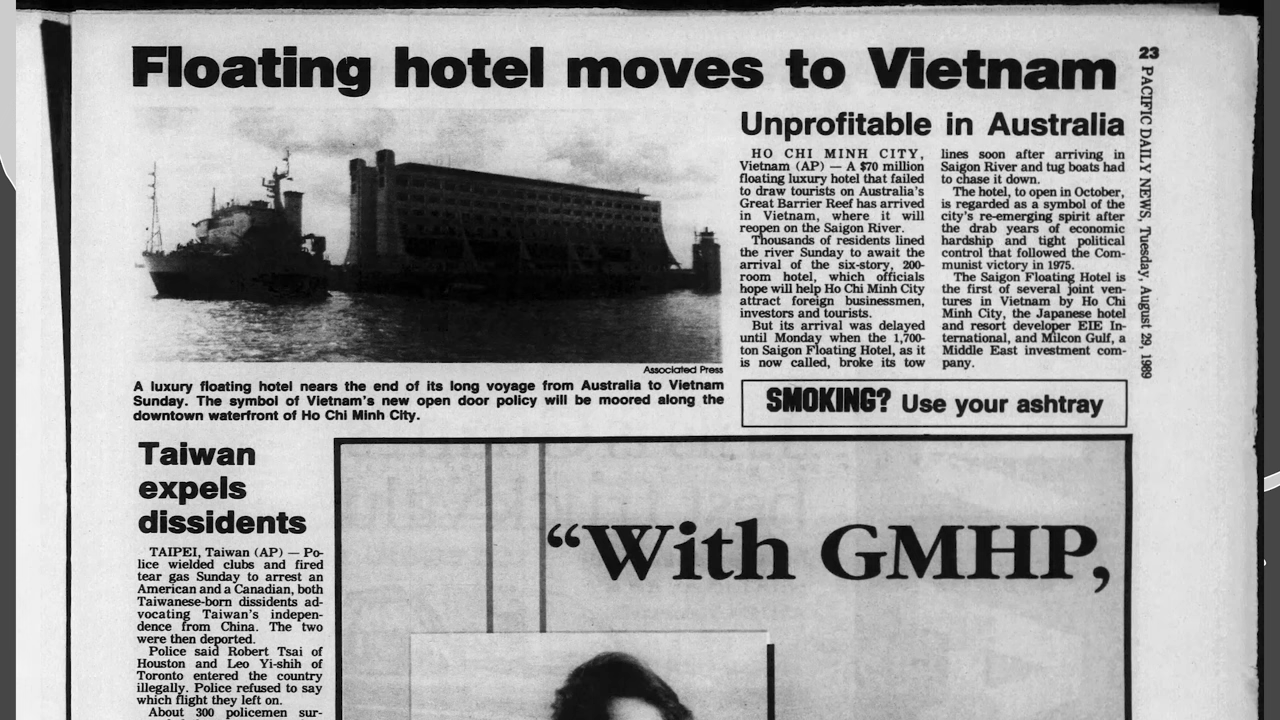 Floating hotel moves to Vietnam
23
PACIFIC DAILY NEWS, Tuesday, August 29, 1989
Associated Press
A luxury floating hotel nears the end of its long voyage from Australia to Vietnam
Sunday. The symbol of Vietnam's new open door policy will be moored along the
downtown waterfront of Ho Chi Minh City.
Unprofitable in Australia
HO CHI MINH CITY,
Vietnam (AP) — A $70 million
floating luxury hotel that failed
to draw tourists on Australia's
Great Barrier Reef has arrived
in Vietnam, where it will
reopen on the Saigon River.
Thousands of residents lined
the river Sunday to await the
arrival of the six-story, 200-
room hotel, which officials
hope will help Ho Chi Minh City
attract foreign businessmen,
investors and tourists.
But its arrival was delayed
until Monday when the 1,700-
ton Saigon Floating Hotel, as it
is now called, broke its tow
lines soon after arriving in
Saigon River and tug boats had
to chase it down.
The hotel, to open in October,
is regarded as a symbol of the
city's re-emerging spirit after
the drab years of economic
hardship and tight political
control that followed the Com-
munist victory in 1975.
The Saigon Floating Hotel is
the first of several joint ven-
tures in Vietnam by Ho Chi
Minh City, the Japanese hotel
and resort developer EIE In-
ternational, and Milcon Gulf, a
Middle East investment com-
pany.
SMOKING? Use your ashtray
Taiwan
expels
dissidents
TAIPEI, Taiwan (AP) — Po-
lice wielded clubs and fired
tear gas Sunday to arrest an
American and a Canadian, both
Taiwanese-born dissidents ad-
vocating Taiwan's indepen-
dence from China. The two
were then deported.
Police said Robert Tsai of
Houston and Leo Yi-shih of
Toronto entered the country
illegally. Police refused to say
which flight they left on.
About 300 policemen sur-
“With GMHP,